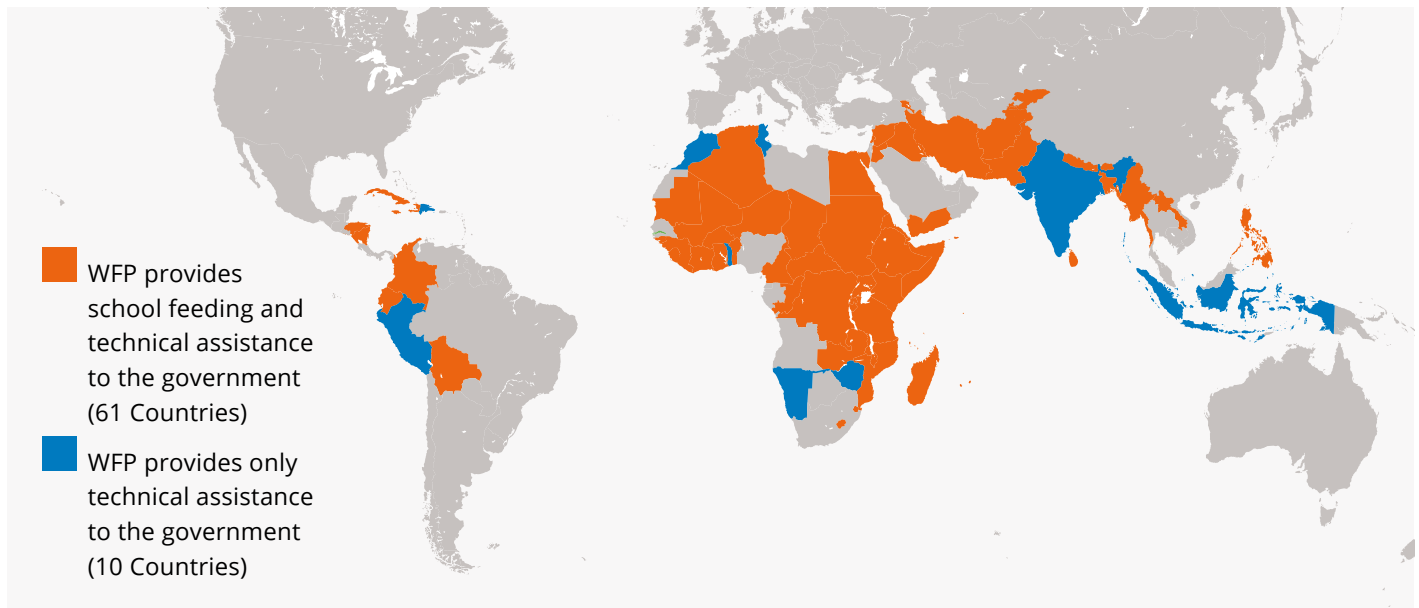 WFP provides
school feeding and
technical assistance
to the government
(61 Countries)
WFP provides only
technical assistance
to the government
(10 Countries)